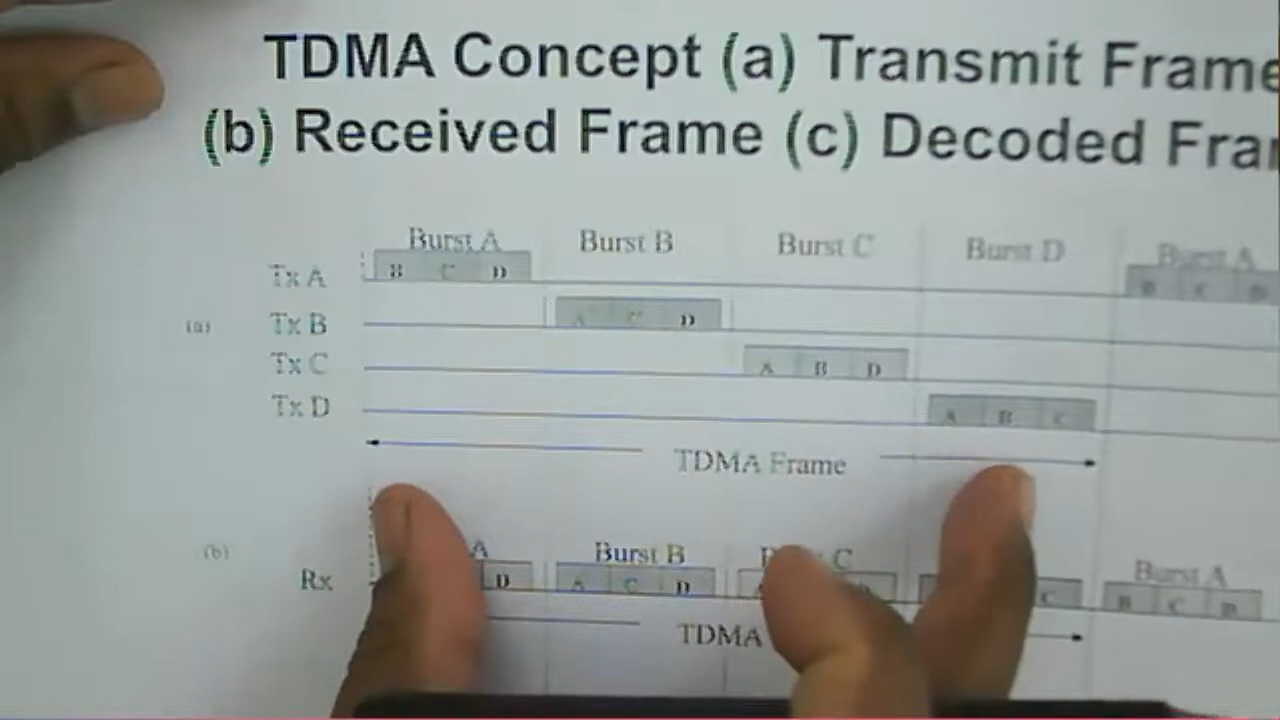 TDMA Concept (a) Transmit Frame
(b) Received Frame (c) Decoded
Burst A Burst B Burst C Burst D Burst A
Tx A B C D B C D
(a) Tx B A C D
Tx C A B D
Tx D A B C
TDMA Frame
(b) A Burst B C Burst A
Rx D A C D C B C D
TDMA